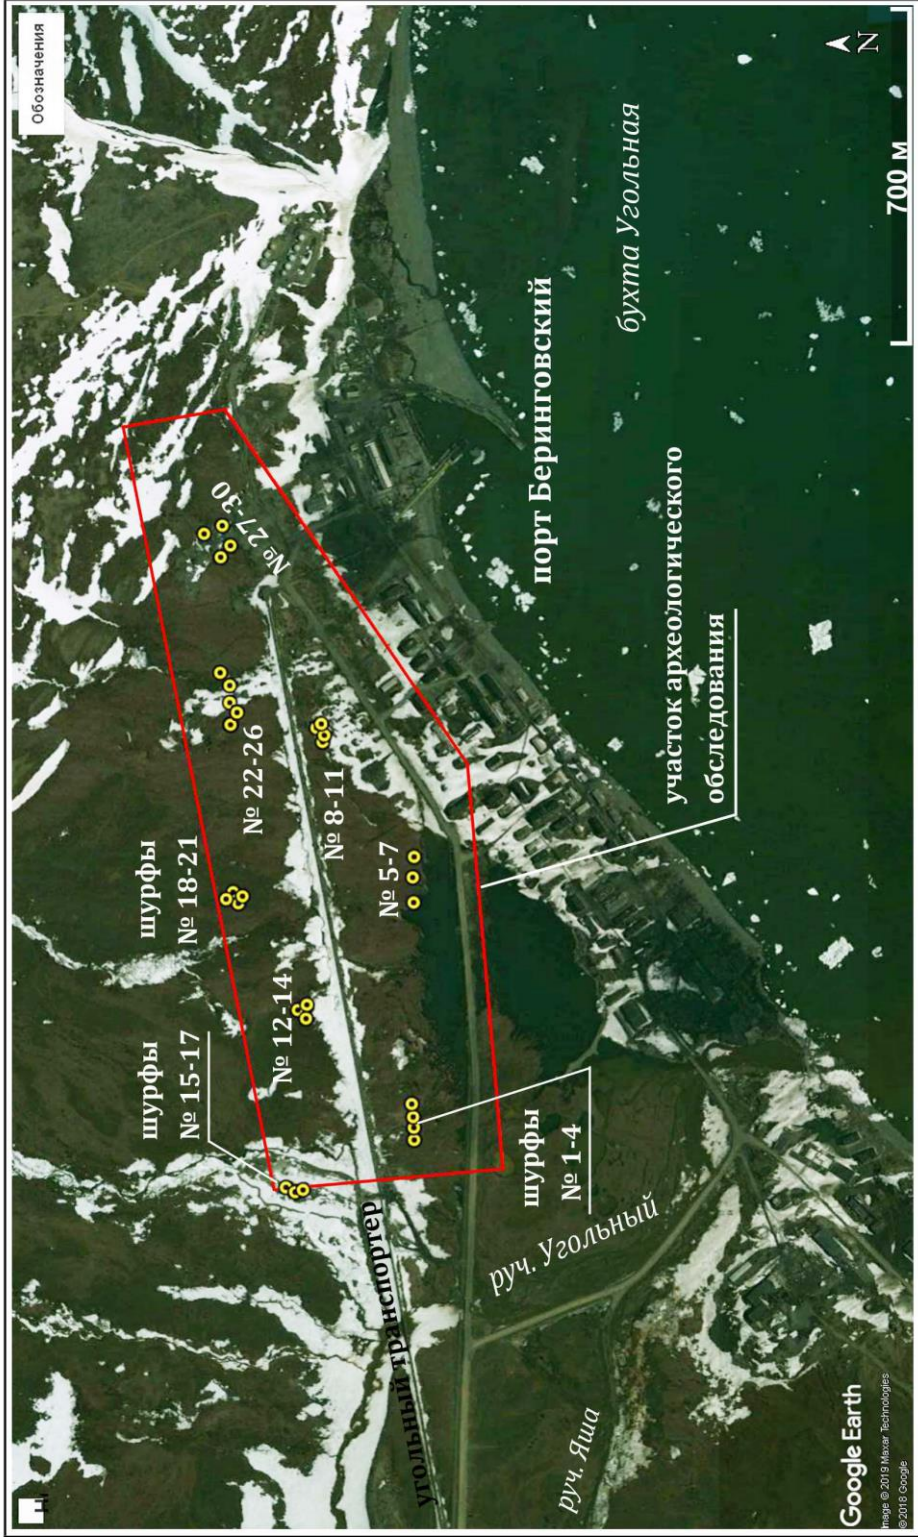 Обозначения
шурфы
№ 15-17
шурфы
№ 18-21
№ 27-30
№ 22-26
№ 12-14
№ 8-11
№ 5-7
угольный транспортер
шурфы
№ 1-4
руч. Угольный
руч. Яша
участок археологического
обследования
порт Беринговский
бухта Угольная
N
700 м
Google Earth
Image © 2019 Maxar Technologies
© 2018 Google